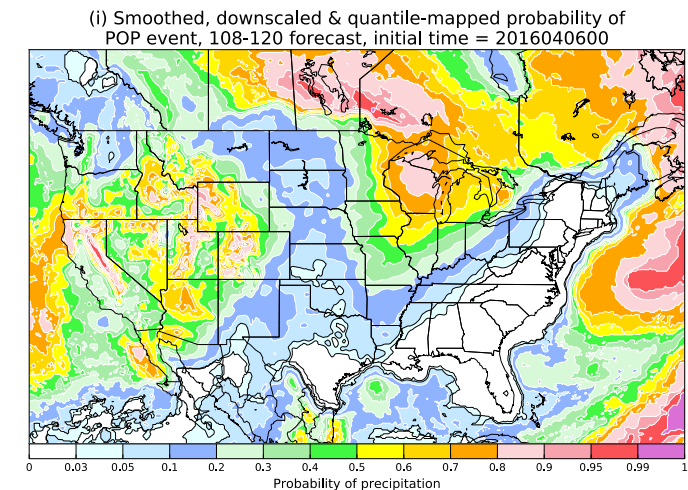 (i) Smoothed, downscaled & quantile-mapped probability of
POP event, 108-120 forecast, initial time = 2016040600
0 0.03 0.05 0.1 0.2 0.3 0.4 0.5 0.6 0.7 0.8 0.9 0.95 0.99 1
Probability of precipitation